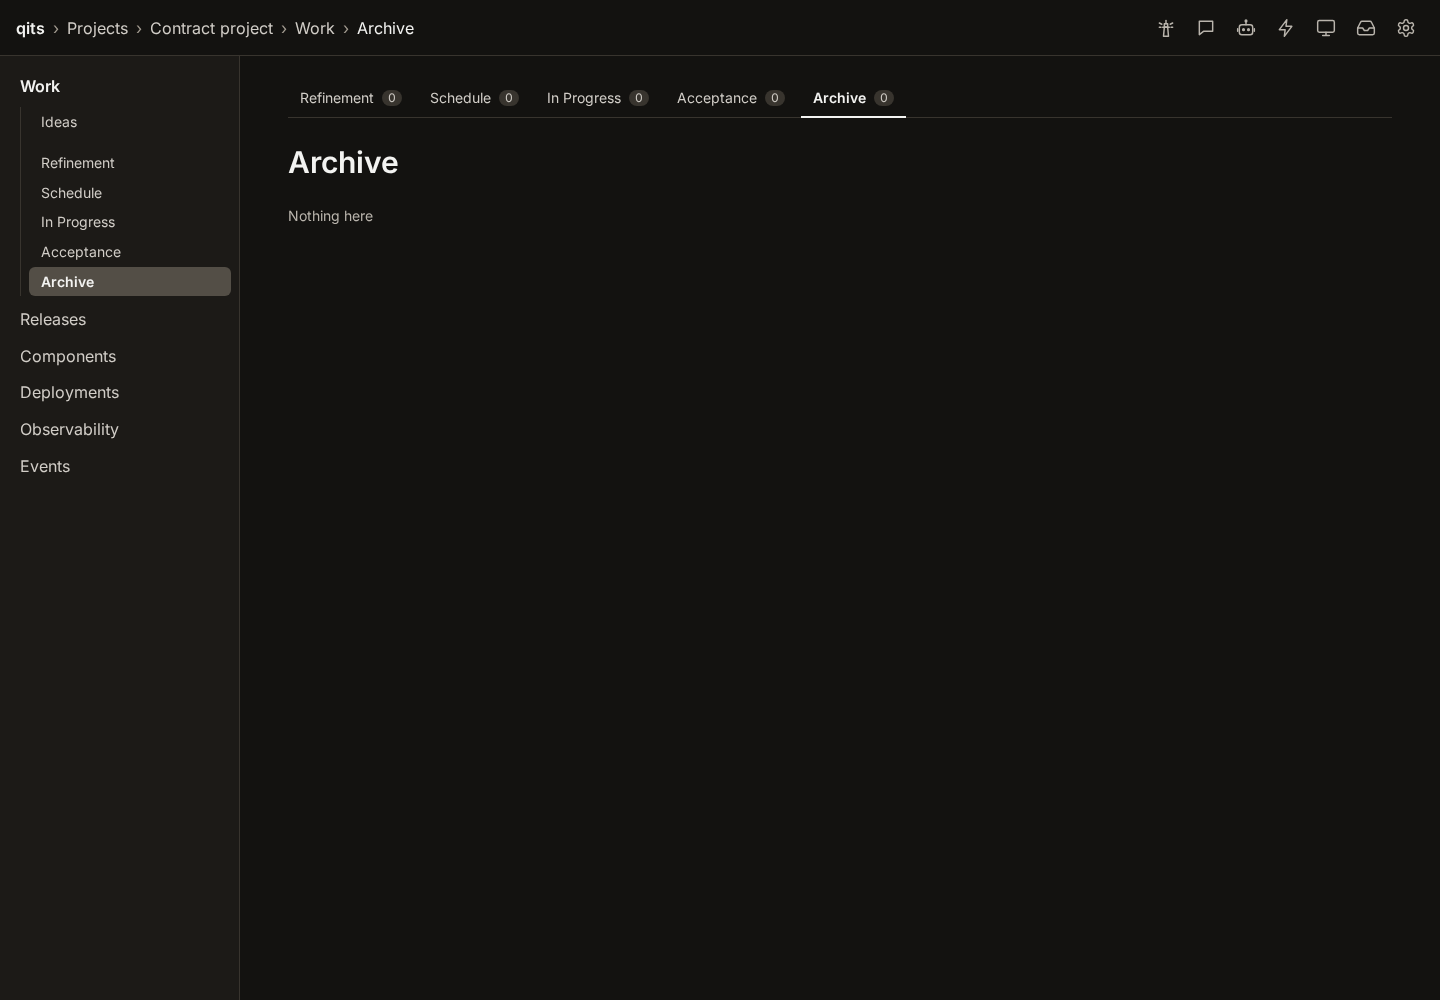 qits › Projects › Contract project › Work › Archive
Work
Ideas
Refinement
Schedule
In Progress
Acceptance
Archive
Releases
Components
Deployments
Observability
Events
Refinement 0 Schedule 0 In Progress 0 Acceptance 0 Archive 0
Archive
Nothing here